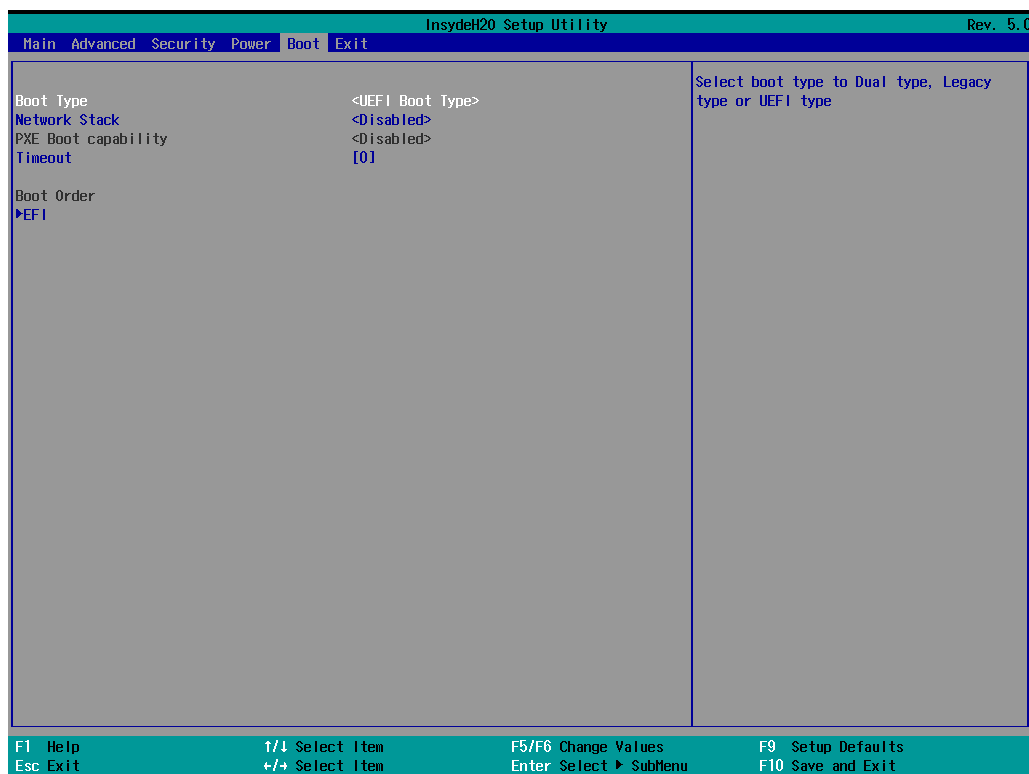 InsydeH2O Setup Utility Rev. 5.0
Main Advanced Security Power Boot Exit
Boot Type <UEFI Boot Type>
Network Stack <Disabled>
PXE Boot capability <Disabled>
Timeout [0]
Boot Order
▶EFI
Select boot type to Dual type, Legacy
type or UEFI type
F1 Help ↑/↓ Select Item F5/F6 Change Values F9 Setup Defaults
Esc Exit ←/→ Select Item Enter Select ▶ SubMenu F10 Save and Exit